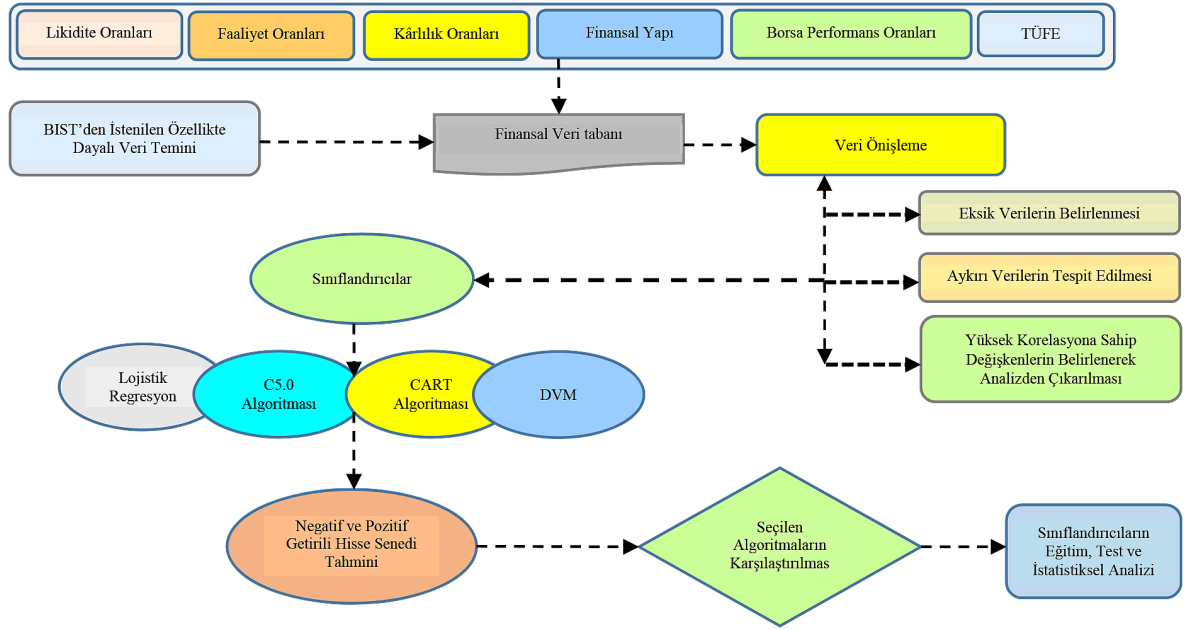 Likidite Oranları
Faaliyet Oranları
Kârlılık Oranları
Finansal Yapı
Borsa Performans Oranları
TÜFE
BIST’den İstenilen Özellikte
Dayalı Veri Temini
Finansal Veri tabanı
Veri Önişleme
Eksik Verilerin Belirlenmesi
Aykırı Verilerin Tespit Edilmesi
Yüksek Korelasyona Sahip
Değişkenlerin Belirlenerek
Analizden Çıkarılması
Sınıflandırıcılar
Lojistik
Regresyon
C5.0
Algoritması
CART
Algoritması
DVM
Negatif ve Pozitif
Getirili Hisse Senedi
Tahmini
Seçilen
Algoritmaların
Karşılaştırılmas
Sınıflandırıcıların
Eğitim, Test ve
İstatistiksel Analizi